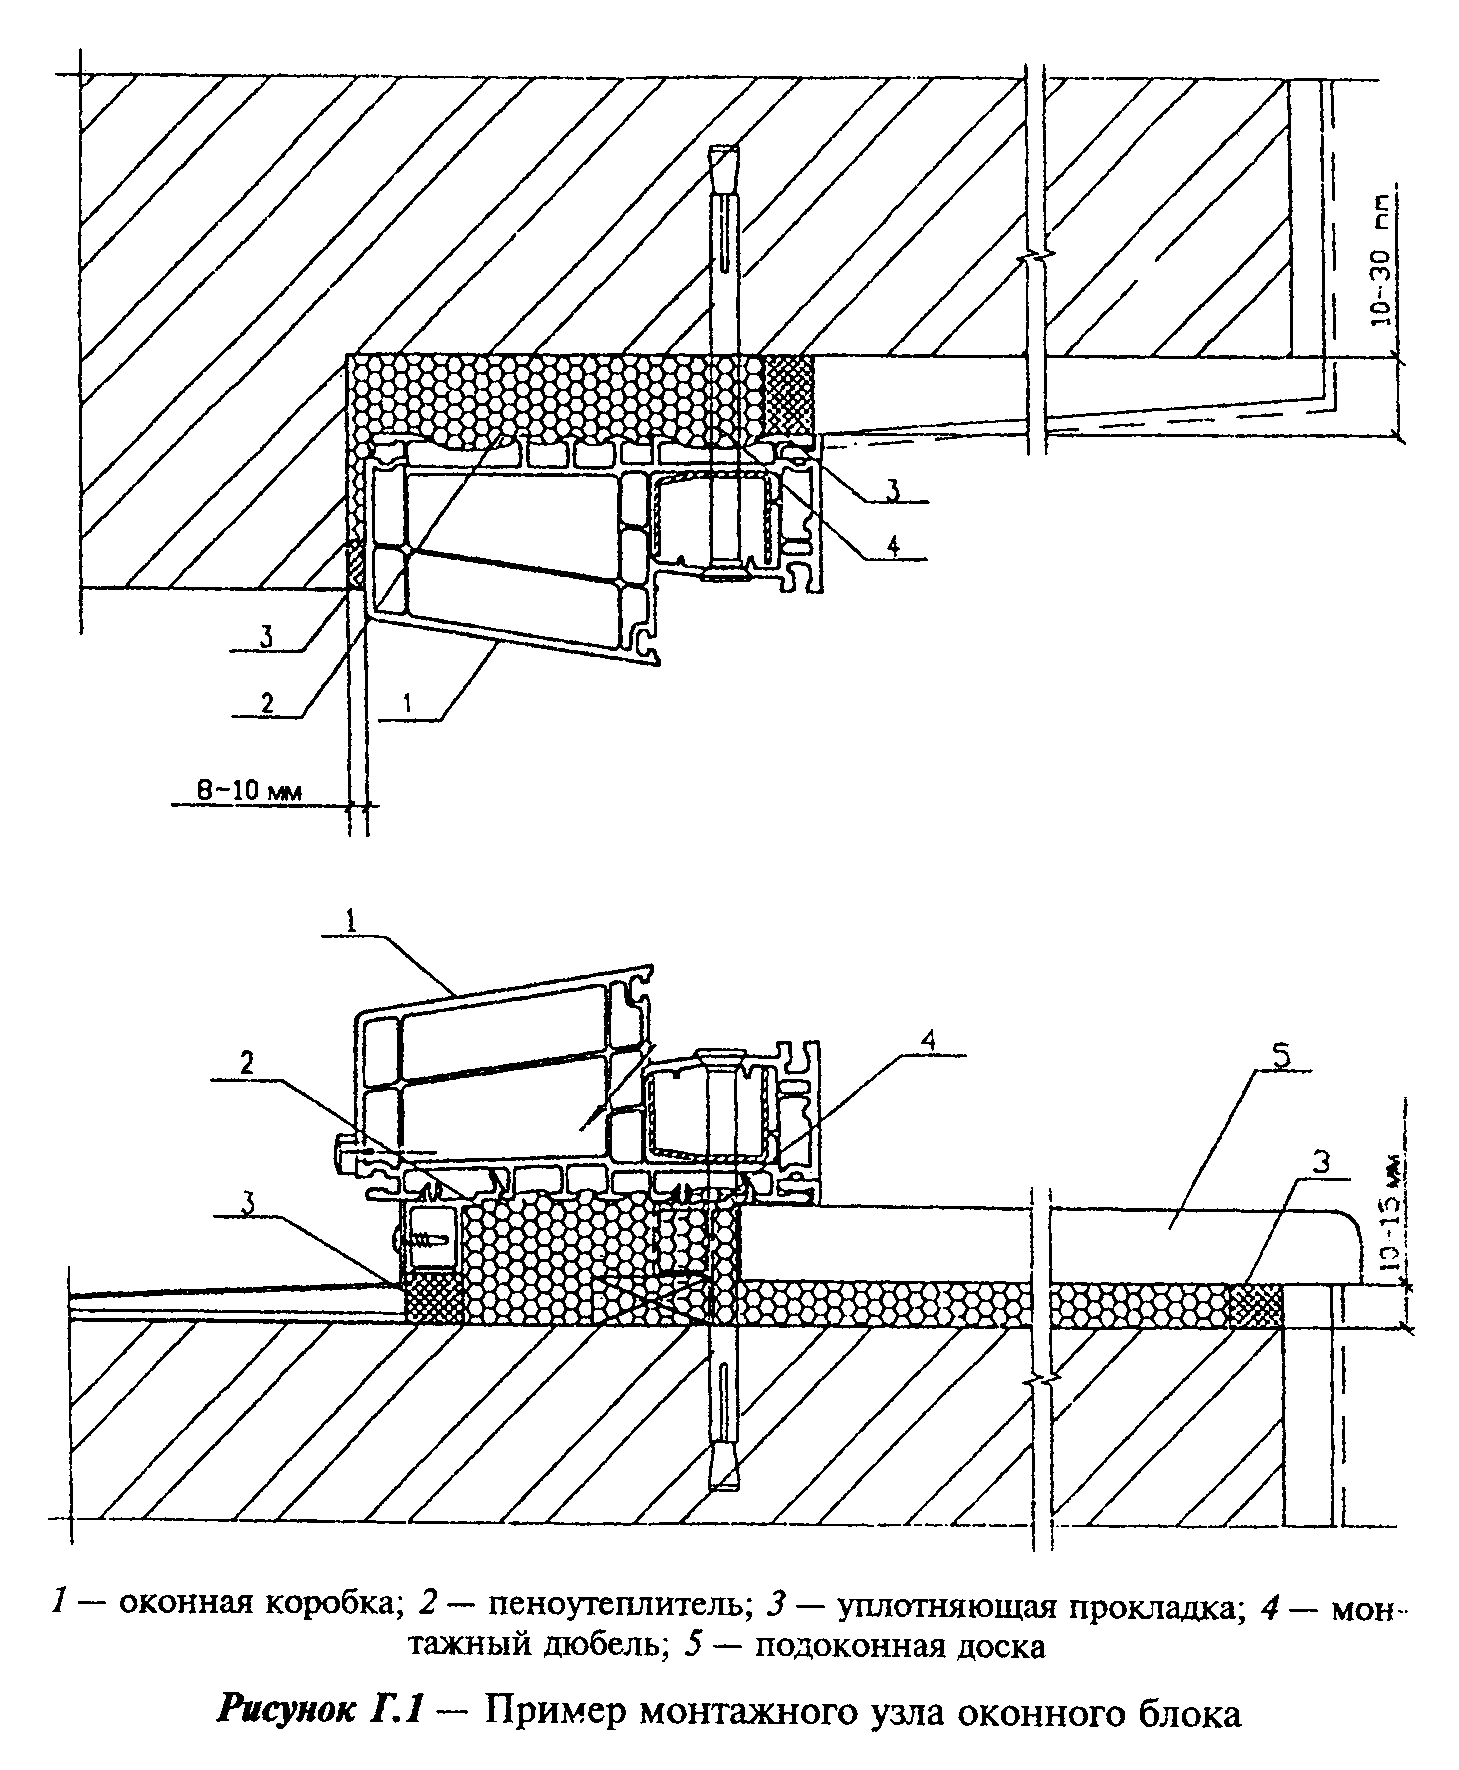 10-30 mm
3
4
3
2
1
8-10 мм
1
2
4
5
3
3
10-15 мм
1 — оконная коробка; 2 — пеноутеплитель; 3 — уплотняющая прокладка; 4 — мон-
тажный дюбель; 5 — подоконная доска
Рисунок Г.1 — Пример монтажного узла оконного блока